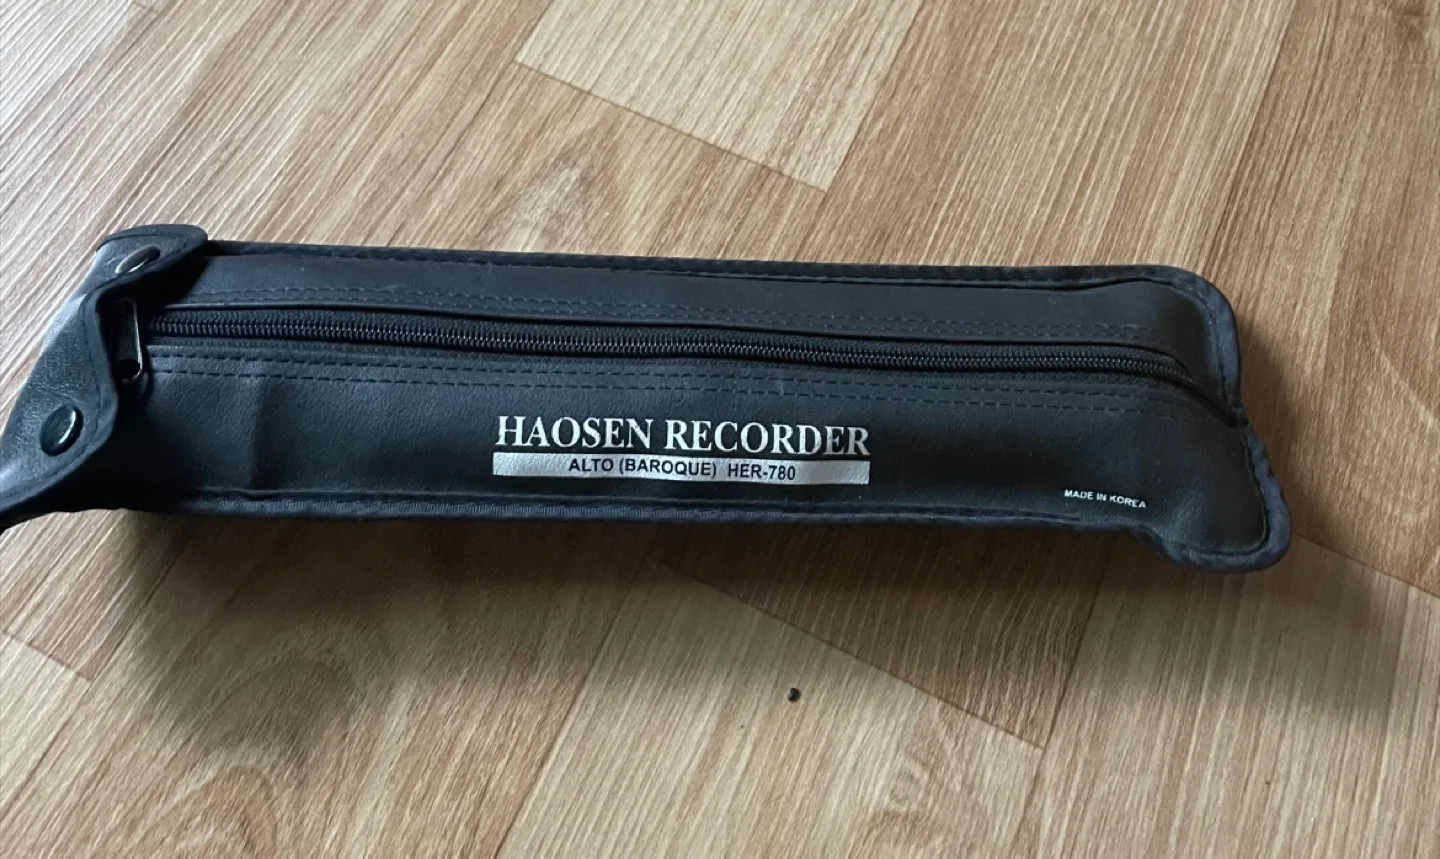 HAOSEN RECORDER
ALTO (BAROQUE) HER-780
MADE IN KOREA